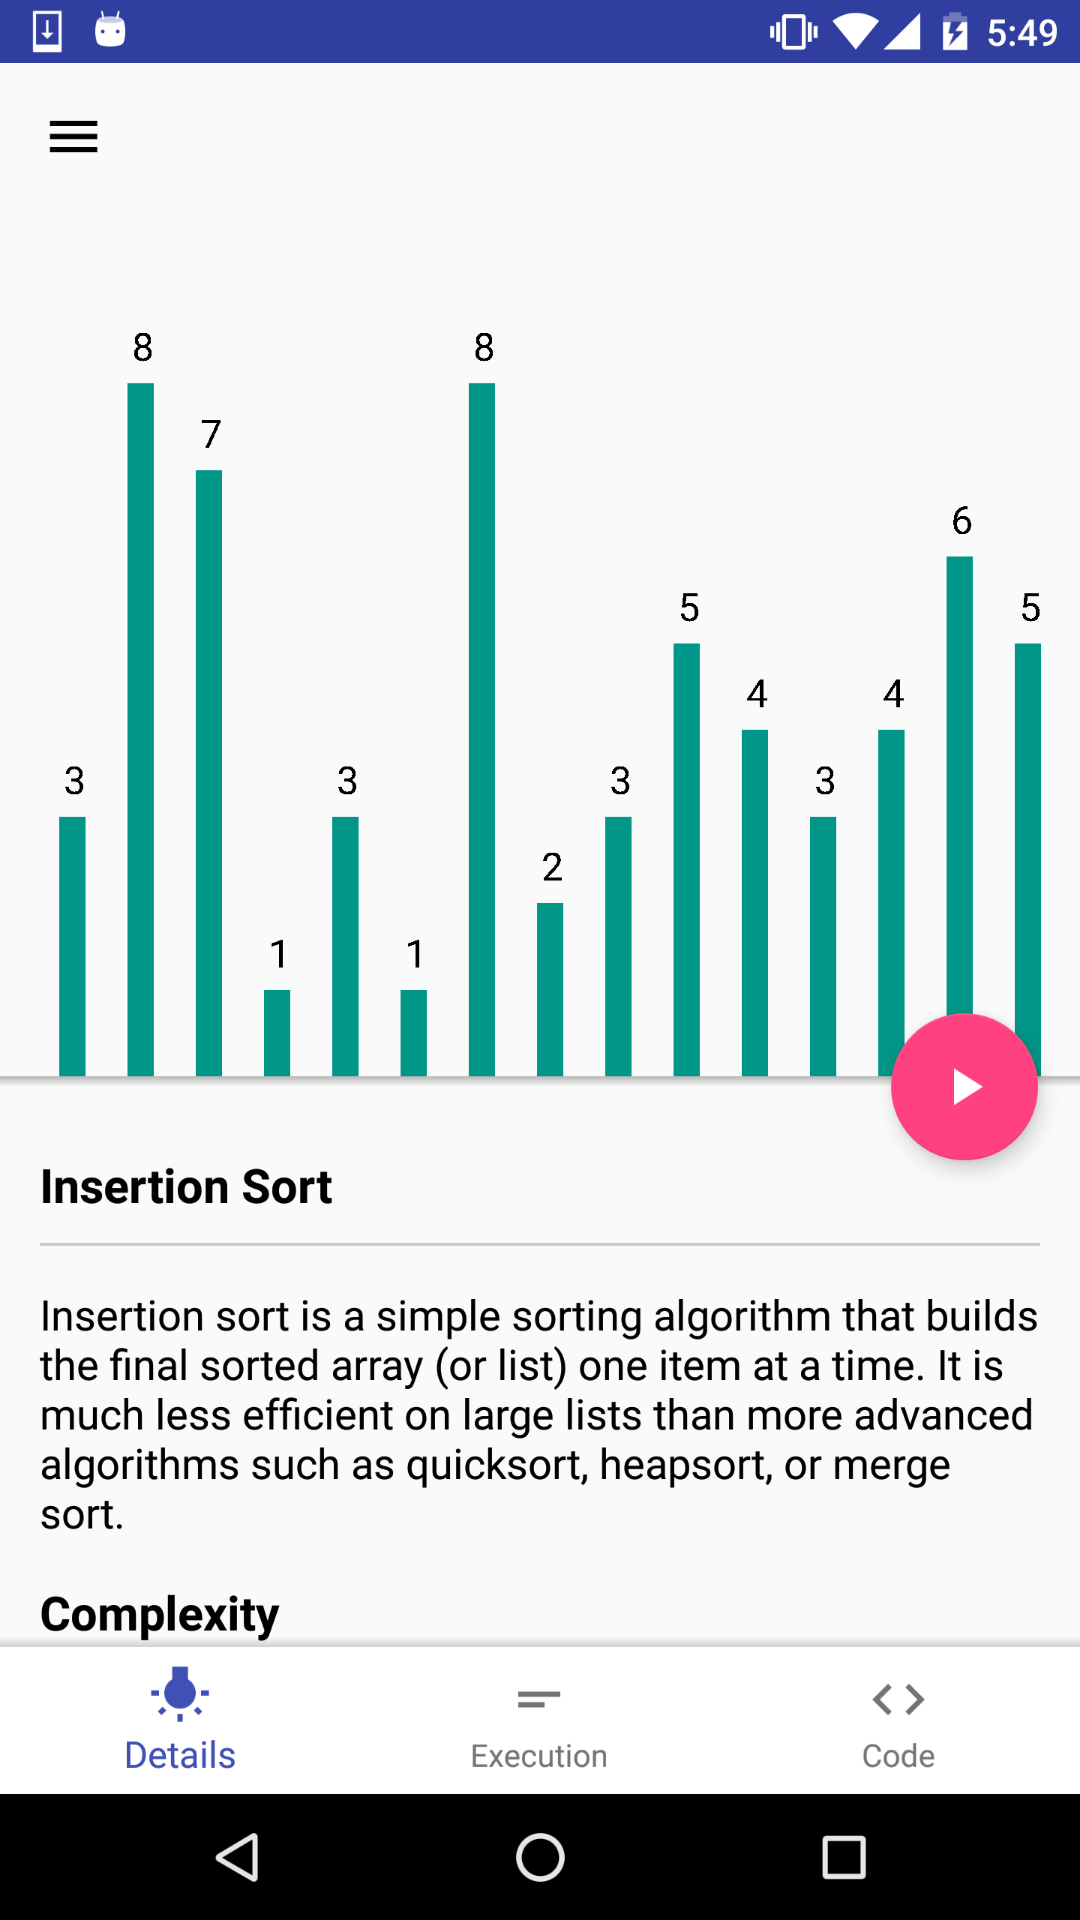 5:49
8 8
7
6
5 5
4 4
3 3 3 3
2
1 1
Insertion Sort
Insertion sort is a simple sorting algorithm that builds
the final sorted array (or list) one item at a time. It is
much less efficient on large lists than more advanced
algorithms such as quicksort, heapsort, or merge
sort.
Complexity
Details Execution Code